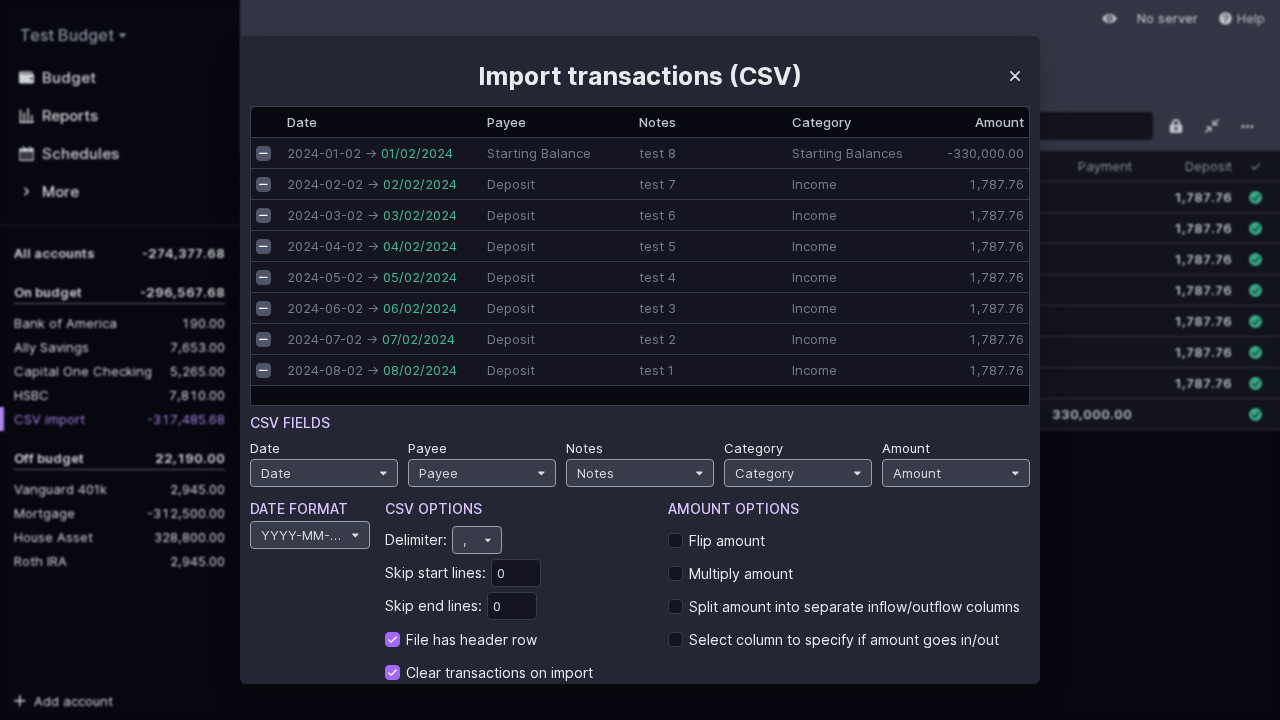 Test Budget
Budget
Reports
Schedules
More
All accounts -274,377.68
On budget -296,567.68
Bank of America 190.00
Ally Savings 7,653.00
Capital One Checking 5,265.00
HSBC 7,810.00
CSV import -317,485.68
Off budget 22,190.00
Vanguard 401k 2,945.00
Mortgage -312,500.00
House Asset 328,800.00
Roth IRA 2,945.00
Add account
No server Help
Payment Deposit
1,787.76
1,787.76
1,787.76
1,787.76
1,787.76
1,787.76
1,787.76
330,000.00
Import transactions (CSV)
Date Payee Notes Category Amount
2024-01-02 → 01/02/2024 Starting Balance test 8 Starting Balances -330,000.00
2024-02-02 → 02/02/2024 Deposit test 7 Income 1,787.76
2024-03-02 → 03/02/2024 Deposit test 6 Income 1,787.76
2024-04-02 → 04/02/2024 Deposit test 5 Income 1,787.76
2024-05-02 → 05/02/2024 Deposit test 4 Income 1,787.76
2024-06-02 → 06/02/2024 Deposit test 3 Income 1,787.76
2024-07-02 → 07/02/2024 Deposit test 2 Income 1,787.76
2024-08-02 → 08/02/2024 Deposit test 1 Income 1,787.76
CSV FIELDS
Date Payee Notes Category Amount
Date Payee Notes Category Amount
DATE FORMAT
YYYY-MM-...
CSV OPTIONS
Delimiter: ,
Skip start lines: 0
Skip end lines: 0
File has header row
Clear transactions on import
AMOUNT OPTIONS
Flip amount
Multiply amount
Split amount into separate inflow/outflow columns
Select column to specify if amount goes in/out